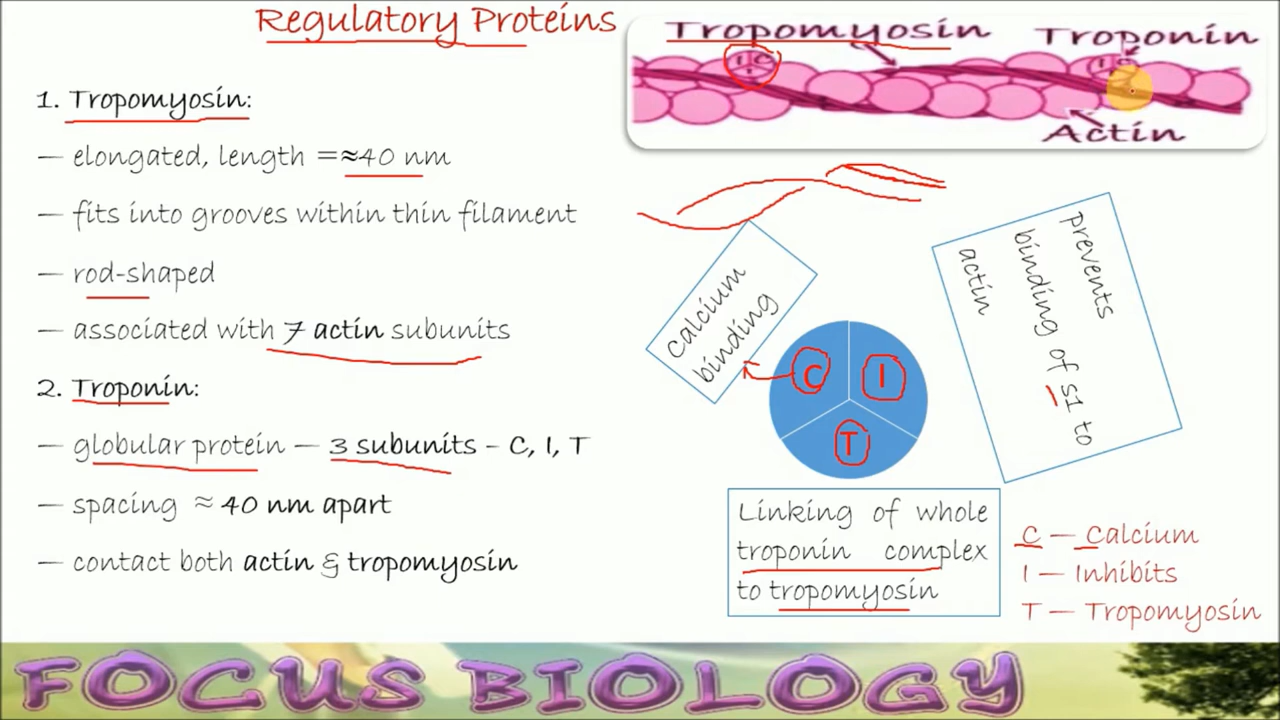 Regulatory Proteins
1. Tropomyosin:
— elongated, length =≈40 nm
— fits into grooves within thin filament
— rod-shaped
— associated with 7 actin subunits
2. Troponin:
— globular protein — 3 subunits - C, I, T
— spacing ≈ 40 nm apart
— contact both actin & tropomyosin
Tropomyosin
Troponin
I C
I C
Actin
Calcium
binding
prevents
binding of S1 to
actin
C
I
T
Linking of whole
troponin complex
to tropomyosin
C — Calcium
I — Inhibits
T — Tropomyosin
FOCUS BIOLOGY